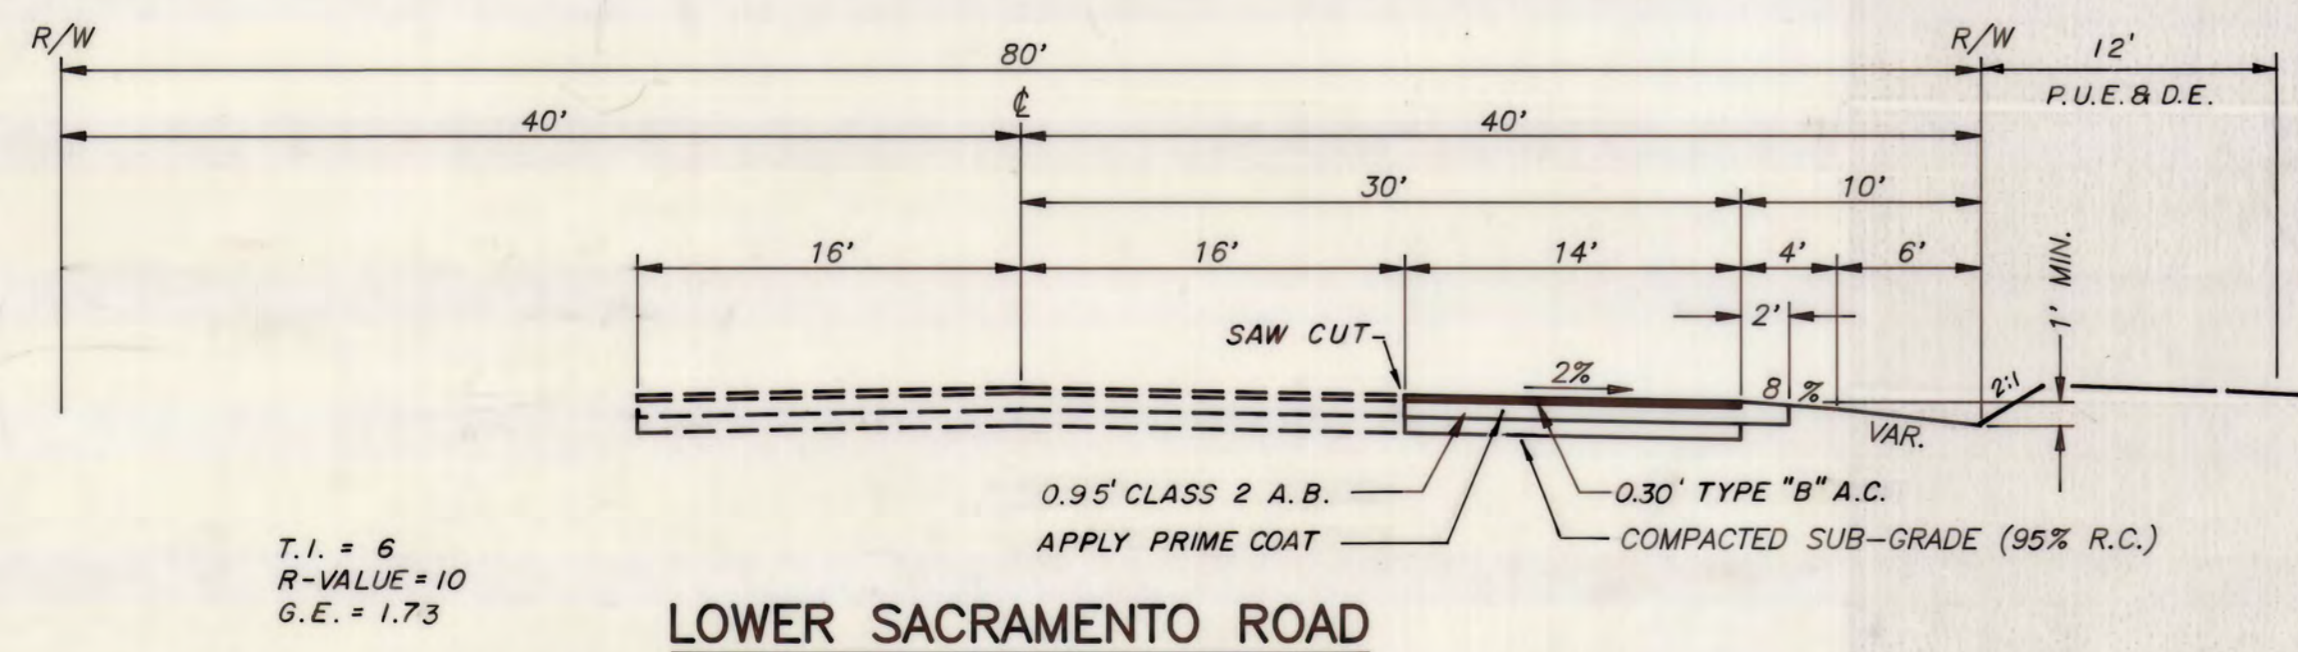 R/W
80'
R/W
12'
P.U.E. & D.E.
40'
℄
40'
30'
10'
16'
16'
14'
4'
6'
1' MIN.
2'
SAW CUT
2%
8 %
2:1
VAR.
0.95' CLASS 2 A.B.
0.30' TYPE "B" A.C.
APPLY PRIME COAT
COMPACTED SUB-GRADE (95% R.C.)
T.I. = 6
R-VALUE = 10
G.E. = 1.73
LOWER SACRAMENTO ROAD